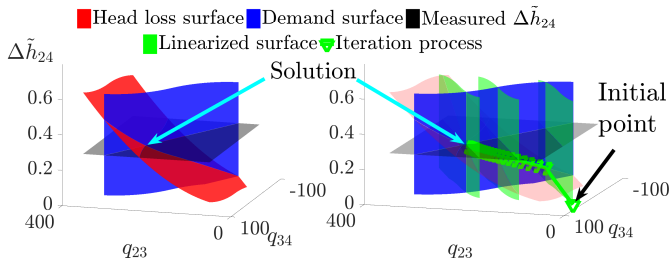 Head loss surface Demand surface Measured Δh̃₂₄
Linearized surface Iteration process
Δh̃₂₄
Solution
Initial
point
0.6
0.4
0.2
0
400
q₂₃
0
100
q₃₄
-100
0.6
0.4
0.2
0
400
q₂₃
0
100
q₃₄
-100